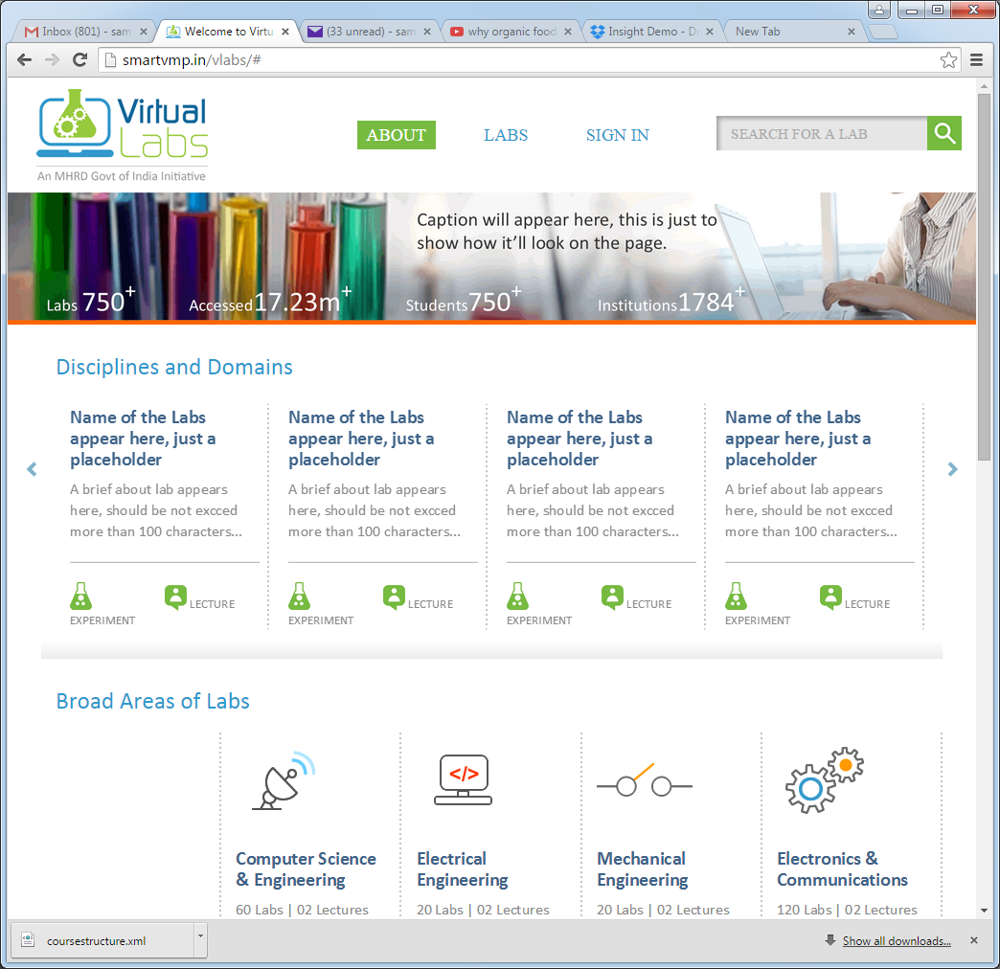 Inbox (801) - sam
Welcome to Virtu
(33 unread) - sam
why organic food
Insight Demo - D
New Tab
smartvmp.in/vlabs/#
Virtual
Labs
An MHRD Govt of India Initiative
ABOUT
LABS
SIGN IN
SEARCH FOR A LAB
Caption will appear here, this is just to
show how it’ll look on the page.
Labs 750+
Accessed 17.23m+
Students 750+
Institutions 1784+
Disciplines and Domains
Name of the Labs
appear here, just a
placeholder
A brief about lab appears
here, should be not excced
more than 100 characters...
EXPERIMENT
LECTURE
Name of the Labs
appear here, just a
placeholder
A brief about lab appears
here, should be not excced
more than 100 characters...
EXPERIMENT
LECTURE
Name of the Labs
appear here, just a
placeholder
A brief about lab appears
here, should be not excced
more than 100 characters...
EXPERIMENT
LECTURE
Name of the Labs
appear here, just a
placeholder
A brief about lab appears
here, should be not excced
more than 100 characters...
EXPERIMENT
LECTURE
Broad Areas of Labs
</>
Computer Science
& Engineering
60 Labs | 02 Lectures
Electrical
Engineering
20 Labs | 02 Lectures
Mechanical
Engineering
20 Labs | 02 Lectures
Electronics &
Communications
120 Labs | 02 Lectures
coursestructure.xml
Show all downloads...